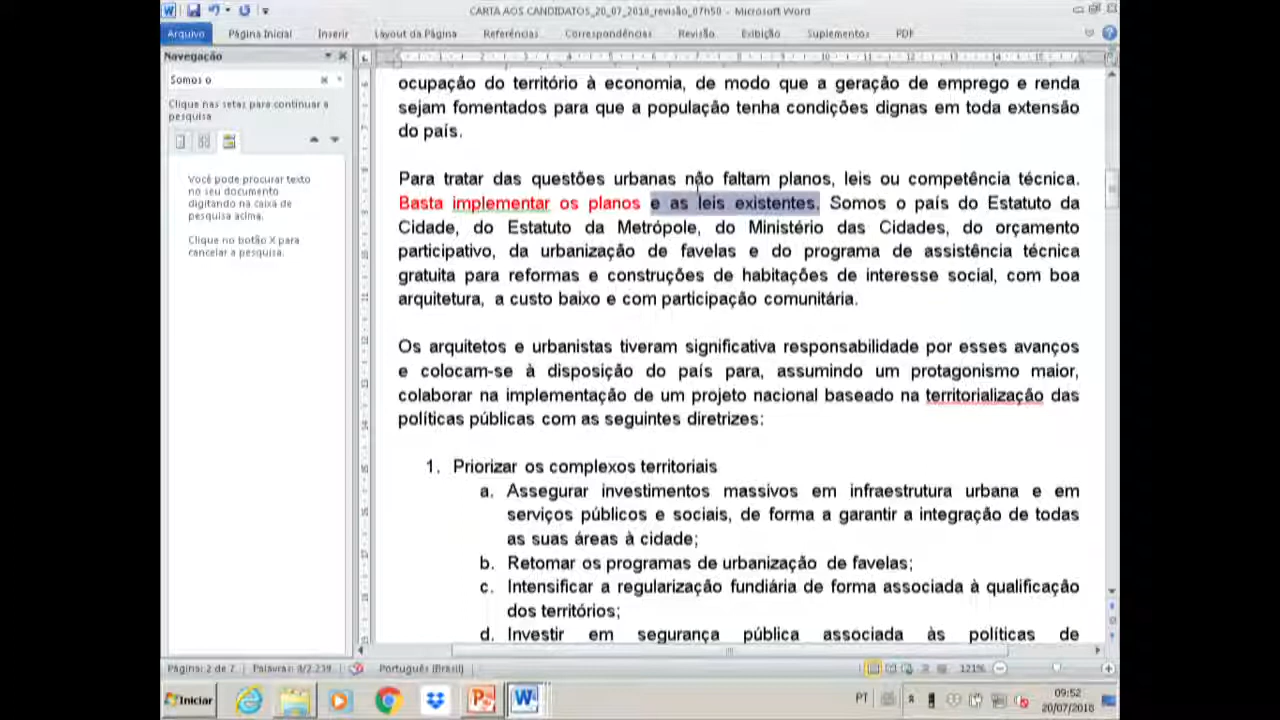 CARTA AOS CANDIDATOS_20_07_2018_revisão_07h50 - Microsoft Word
Arquivo Página Inicial Inserir Layout da Página Referências Correspondências Revisão Exibição Suplementos PDF
Navegação
Somos o
Clique nas setas para continuar a
pesquisa
Você pode procurar texto
no seu documento
digitando na caixa de
pesquisa acima.
Clique no botão X para
cancelar a pesquisa.
ocupação do território à economia, de modo que a geração de emprego e renda
sejam fomentados para que a população tenha condições dignas em toda extensão
do país.
Para tratar das questões urbanas não faltam planos, leis ou competência técnica.
Basta implementar os planos e as leis existentes. Somos o país do Estatuto da
Cidade, do Estatuto da Metrópole, do Ministério das Cidades, do orçamento
participativo, da urbanização de favelas e do programa de assistência técnica
gratuita para reformas e construções de habitações de interesse social, com boa
arquitetura, a custo baixo e com participação comunitária.
Os arquitetos e urbanistas tiveram significativa responsabilidade por esses avanços
e colocam-se à disposição do país para, assumindo um protagonismo maior,
colaborar na implementação de um projeto nacional baseado na territorialização das
políticas públicas com as seguintes diretrizes:
1. Priorizar os complexos territoriais
a. Assegurar investimentos massivos em infraestrutura urbana e em
serviços públicos e sociais, de forma a garantir a integração de todas
as suas áreas à cidade;
b. Retomar os programas de urbanização de favelas;
c. Intensificar a regularização fundiária de forma associada à qualificação
dos territórios;
d. Investir em segurança pública associada às políticas de
Página: 2 de 7 Palavras: 4/2.239 Português (Brasil) 121%
Iniciar PT 09:52
20/07/2018